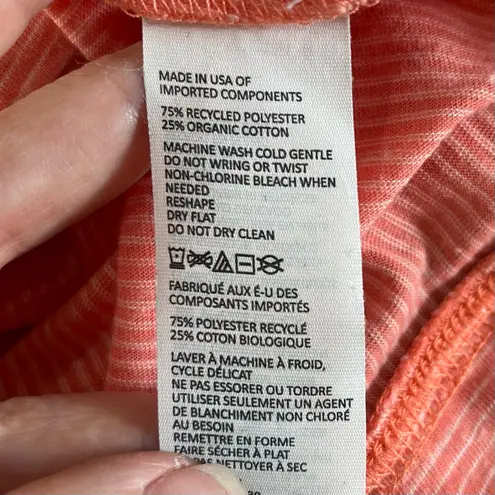 MADE IN USA OF
IMPORTED COMPONENTS
75% RECYCLED POLYESTER
25% ORGANIC COTTON
MACHINE WASH COLD GENTLE
DO NOT WRING OR TWIST
NON-CHLORINE BLEACH WHEN
NEEDED
RESHAPE
DRY FLAT
DO NOT DRY CLEAN
FABRIQUÉ AUX É-U DES
COMPOSANTS IMPORTÉS
75% POLYESTER RECYCLÉ
25% COTON BIOLOGIQUE
LAVER À MACHINE À FROID,
CYCLE DÉLICAT
NE PAS ESSORER OU TORDRE
UTILISER SEULEMENT UN AGENT
DE BLANCHIMENT NON CHLORÉ
AU BESOIN
REMETTRE EN FORME
FAIRE SÉCHER À PLAT
PAS NETTOYER À SEC